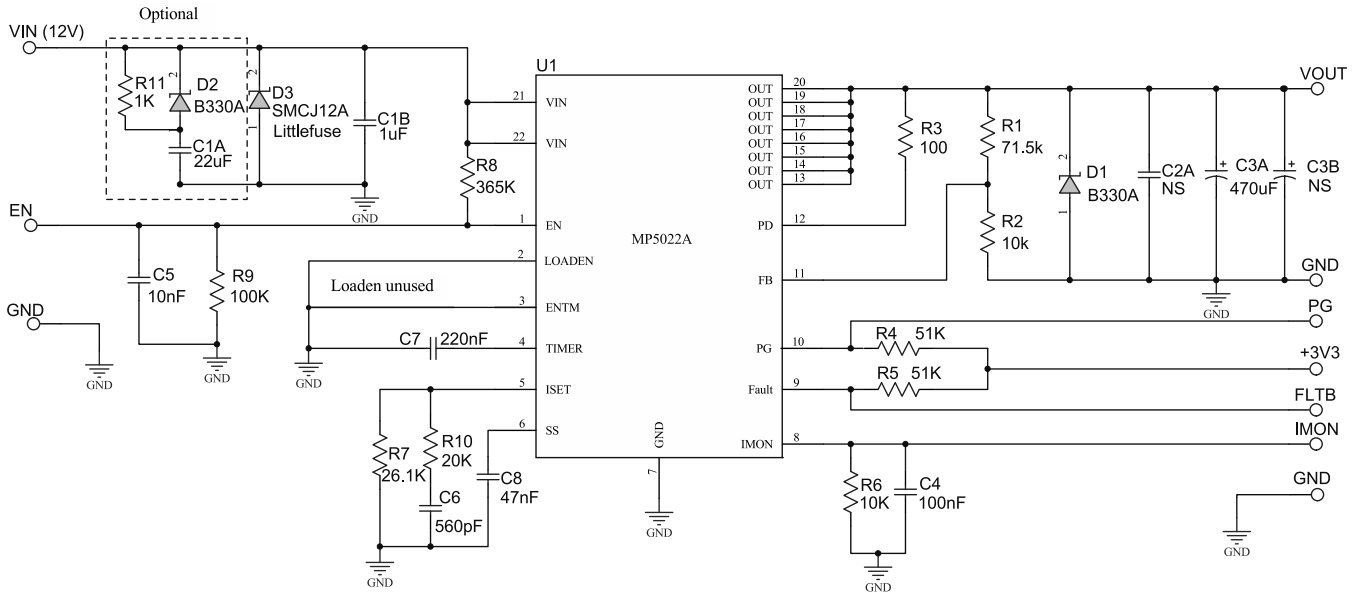 Optional
VIN (12V)
R11
1K
2
D2
B330A
2
D3
SMCJ12A
Littlefuse
1
C1B
1uF
C1A
22uF
GND
R8
365K
EN
C5
10nF
R9
100K
GND
GND
GND
Loaden unused
C7
220nF
GND
R7
26.1K
R10
20K
C6
560pF
C8
47nF
GND
U1
21
VIN
22
VIN
1
EN
2
LOADEN
3
ENTM
4
TIMER
5
ISET
6
SS
MP5022A
GND
7
GND
OUT
20
OUT
19
OUT
18
OUT
17
OUT
16
OUT
15
OUT
14
OUT
13
PD
12
FB
11
PG
10
Fault
9
IMON
8
VOUT
R3
100
R1
71.5k
R2
10k
2
D1
B330A
1
C2A
NS
+
C3A
470uF
+
C3B
NS
GND
GND
PG
R4
51K
+3V3
R5
51K
FLTB
IMON
R6
10K
C4
100nF
GND
GND
GND